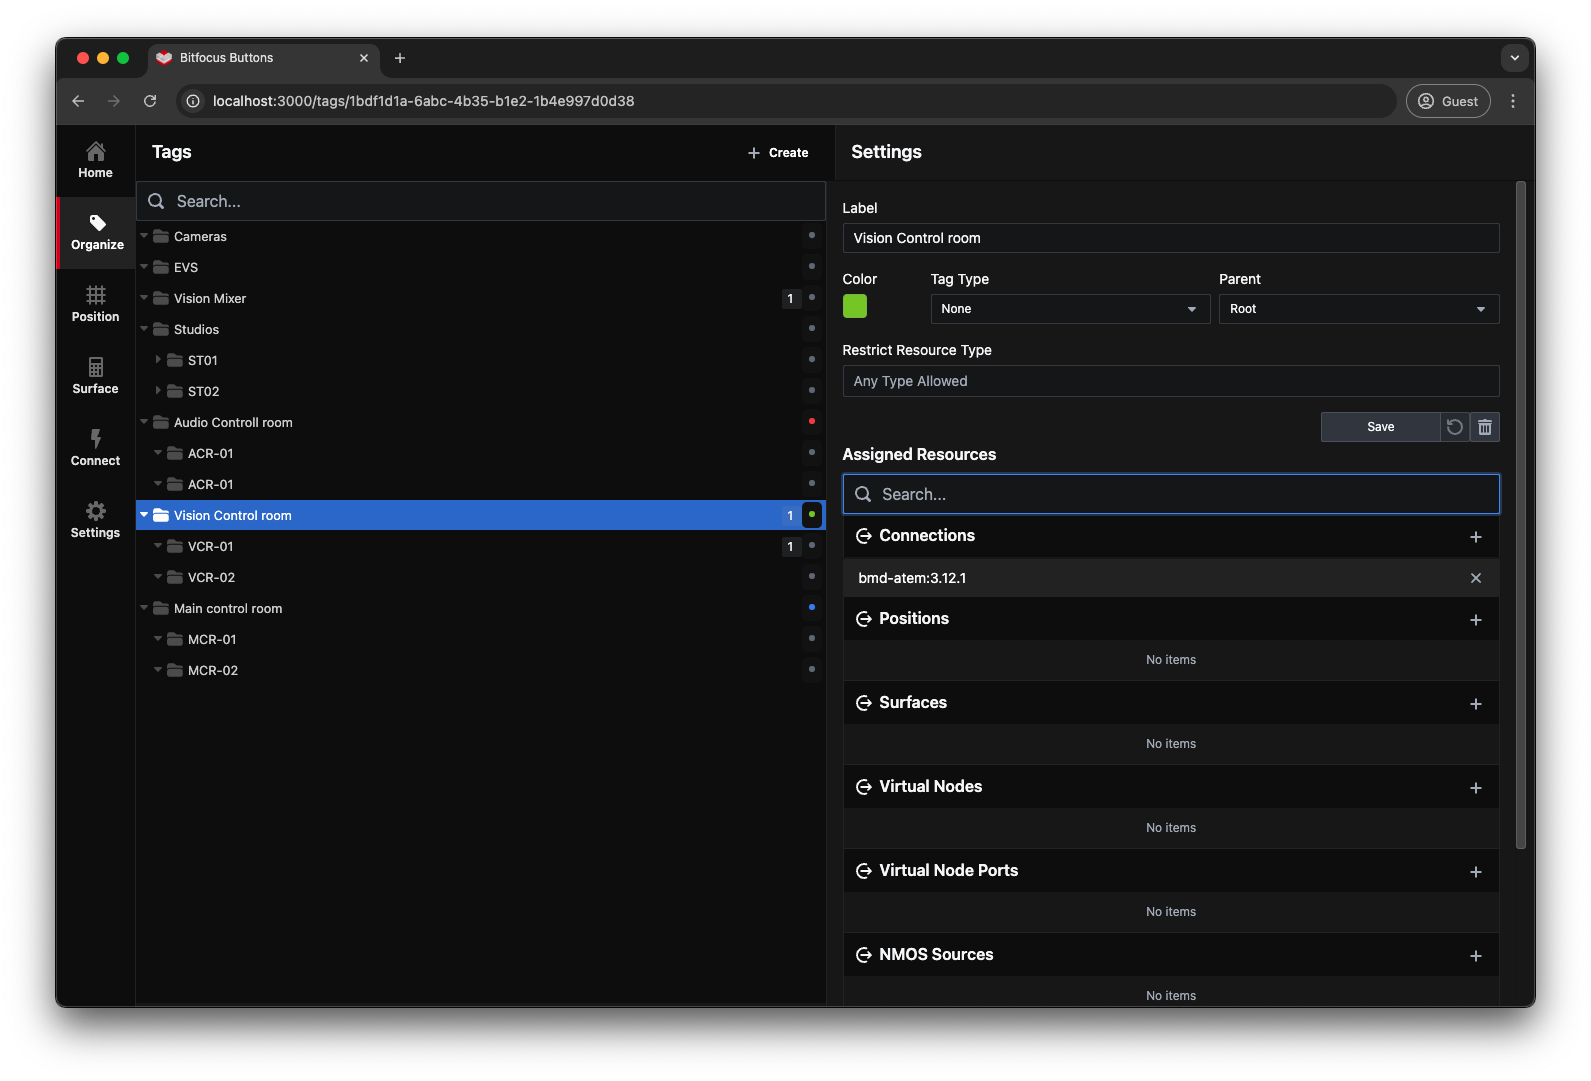 Bitfocus Buttons
localhost:3000/tags/1bdf1d1a-6abc-4b35-b1e2-1b4e997d0d38
Guest
Home
Organize
Position
Surface
Connect
Settings
Tags
Create
Search...
Cameras
EVS
Vision Mixer 1
Studios
ST01
ST02
Audio Controll room
ACR-01
ACR-01
Vision Control room 1
VCR-01 1
VCR-02
Main control room
MCR-01
MCR-02
Settings
Label
Vision Control room
Color Tag Type Parent
None Root
Restrict Resource Type
Any Type Allowed
Save
Assigned Resources
Search...
Connections
bmd-atem:3.12.1
Positions
No items
Surfaces
No items
Virtual Nodes
No items
Virtual Node Ports
No items
NMOS Sources
No items